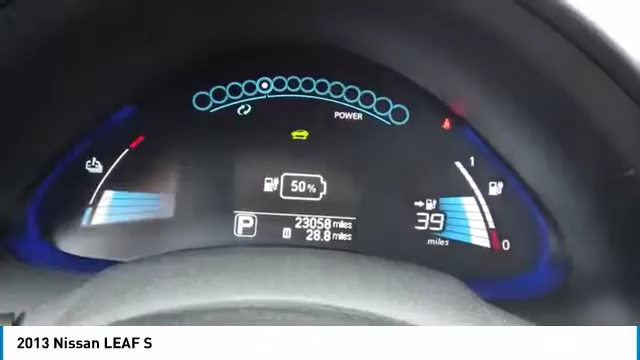 POWER
1
50 %
39
miles
0
P
23058 miles
28.8 miles
2013 Nissan LEAF S